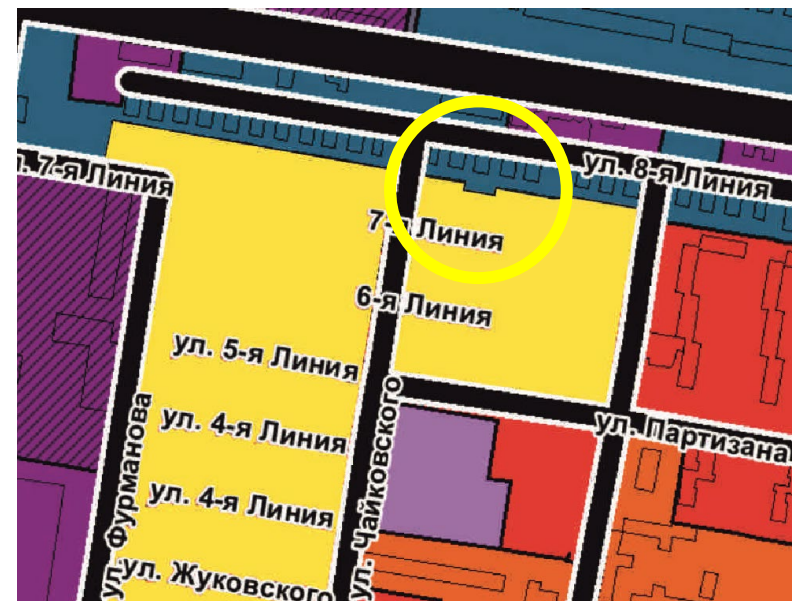 ул. 8-я Линия
. 7-я Линия
7-я Линия
6-я Линия
ул. 5-я Линия
ул. 4-я Линия
ул. Партизана
ул. 4-я Линия
ул. Жуковского
ул. Фурманова
ул. Чайковского